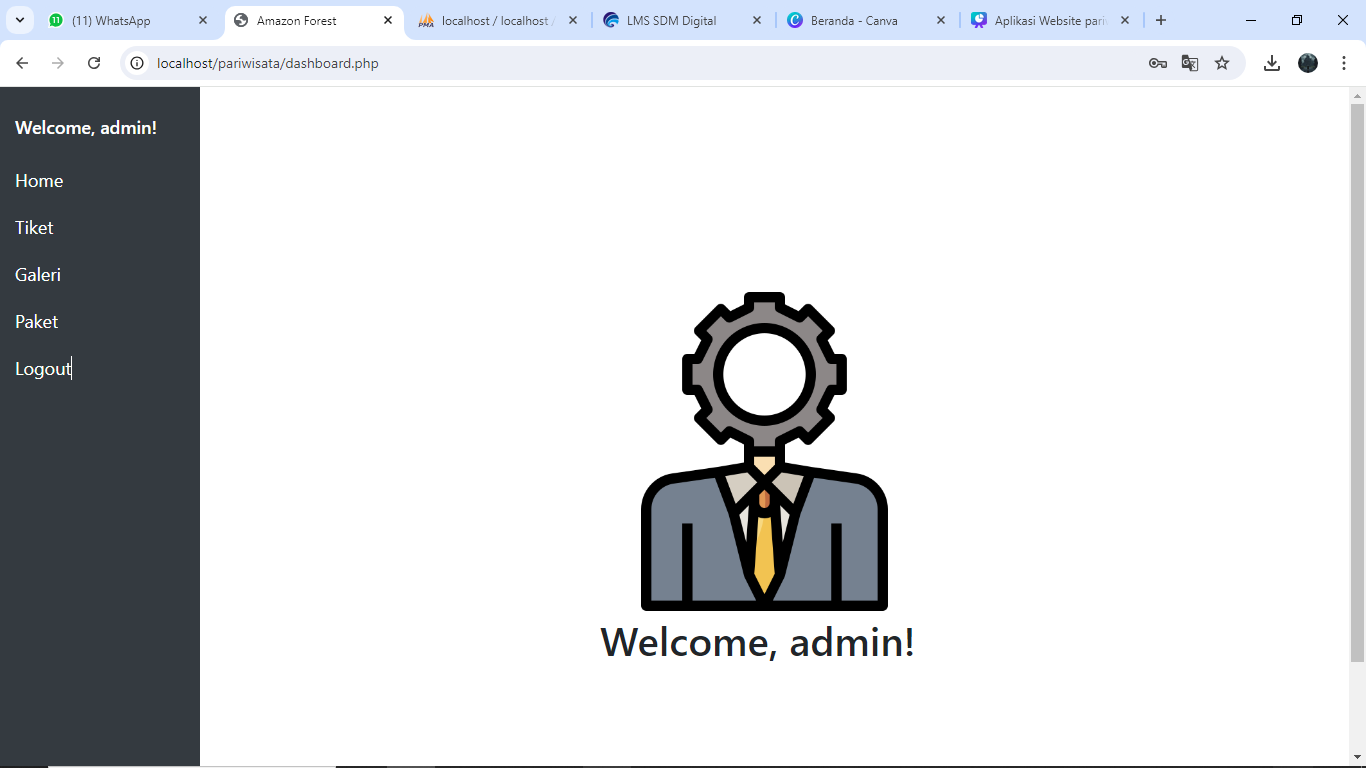 (11) WhatsApp
Amazon Forest
PMA
localhost / localhost /
LMS SDM Digital
Beranda - Canva
Aplikasi Website pari
localhost/pariwisata/dashboard.php
Welcome, admin!
Home
Tiket
Galeri
Paket
Logout
Welcome, admin!